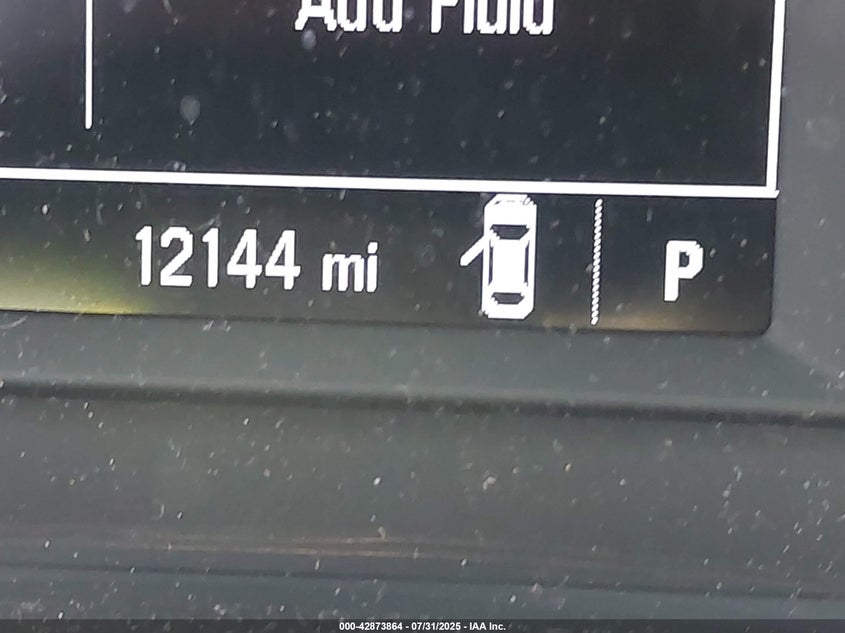 Add Fluid
12144 mi
P
000-42873864 - 07/31/2025 - IAA Inc.